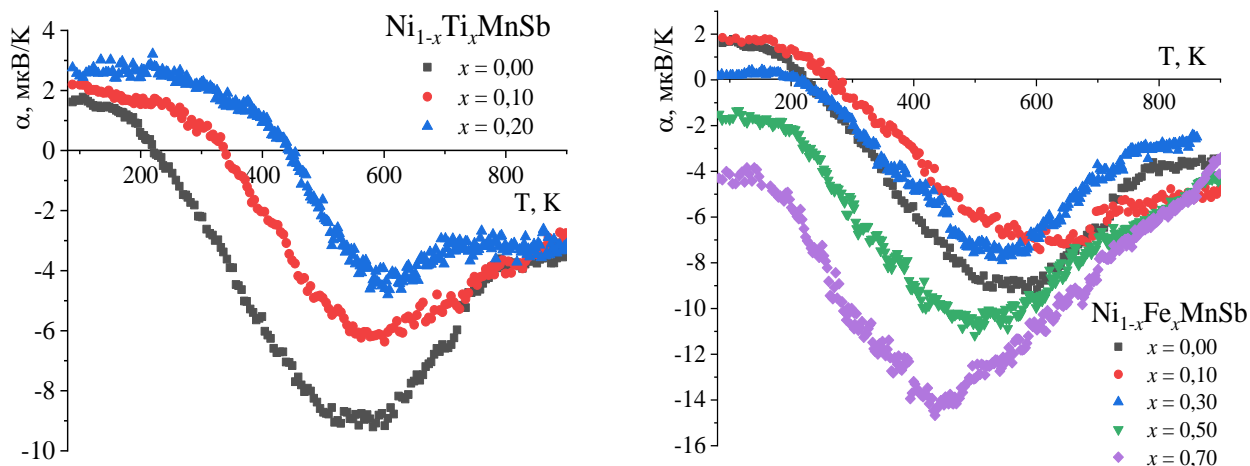 4
2
0
-2
-4
-6
-8
-10
200
400
600
800
T, K
α, мкВ/К
Ni1-xTixMnSb
x = 0,00
x = 0,10
x = 0,20
2
0
-2
-4
-6
-8
-10
-12
-14
-16
200
400
600
800
T, K
α, мкВ/К
Ni1-xFexMnSb
x = 0,00
x = 0,10
x = 0,30
x = 0,50
x = 0,70